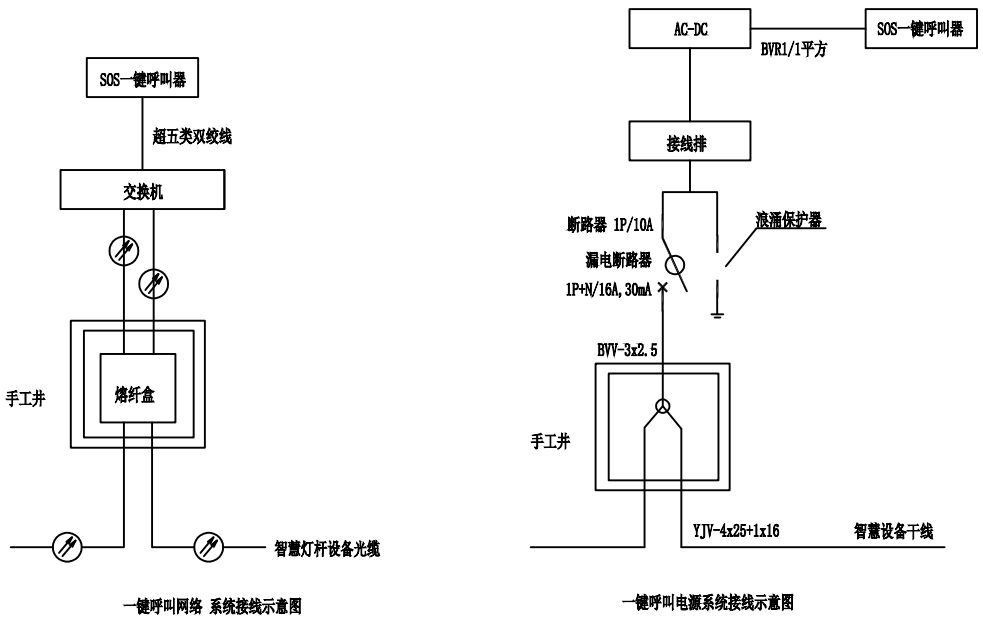 SOS一键呼叫器
超五类双绞线
交换机
手工井
熔纤盒
智慧灯杆设备光缆
一键呼叫网络 系统接线示意图
AC-DC
SOS一键呼叫器
BVR1/1平方
接线排
断路器 1P/10A
浪涌保护器
漏电断路器
1P+N/16A,30mA
BVV-3x2.5
手工井
YJV-4x25+1x16
智慧设备干线
一键呼叫电源系统接线示意图